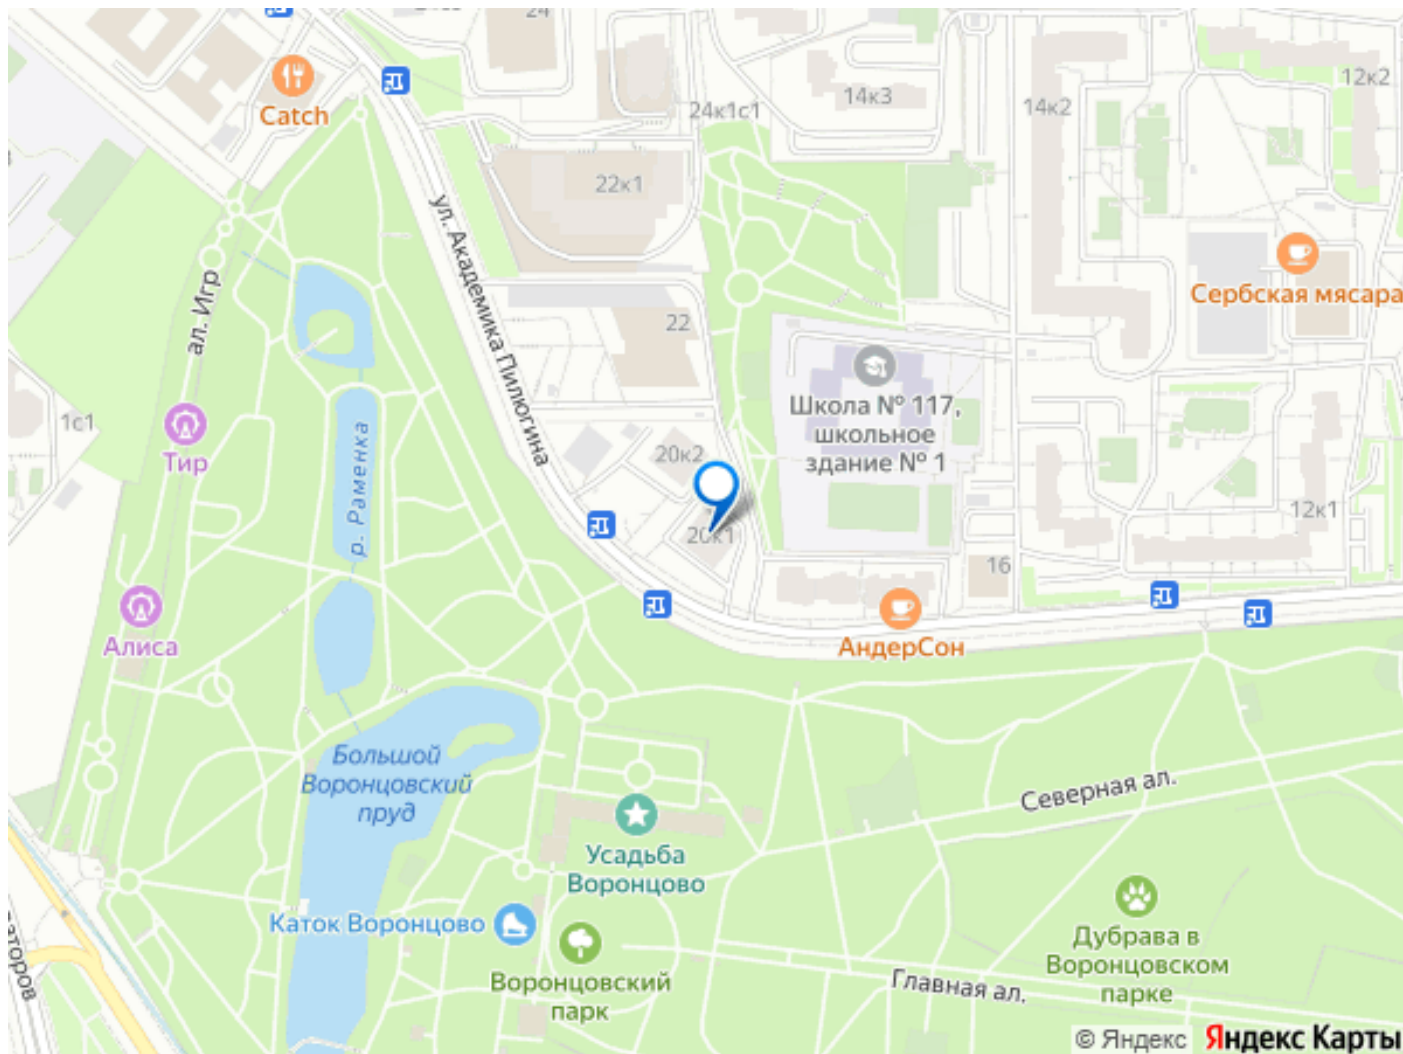 24
Catch
24к1с1
14к3
14к2
12к2
22к1
ул. Академика Пилюгина
ал. Игр
Сербская мясара
22
1с1
Тир
р. Раменка
20к2
Школа № 117,
школьное
здание № 1
20к1
12к1
16
Алиса
АндерСон
Большой
Воронцовский
пруд
Северная ал.
Усадьба
Воронцово
Каток Воронцово
Воронцовский
парк
Дубрава в
Воронцовском
парке
Главная ал.
© Яндекс Яндекс Карты